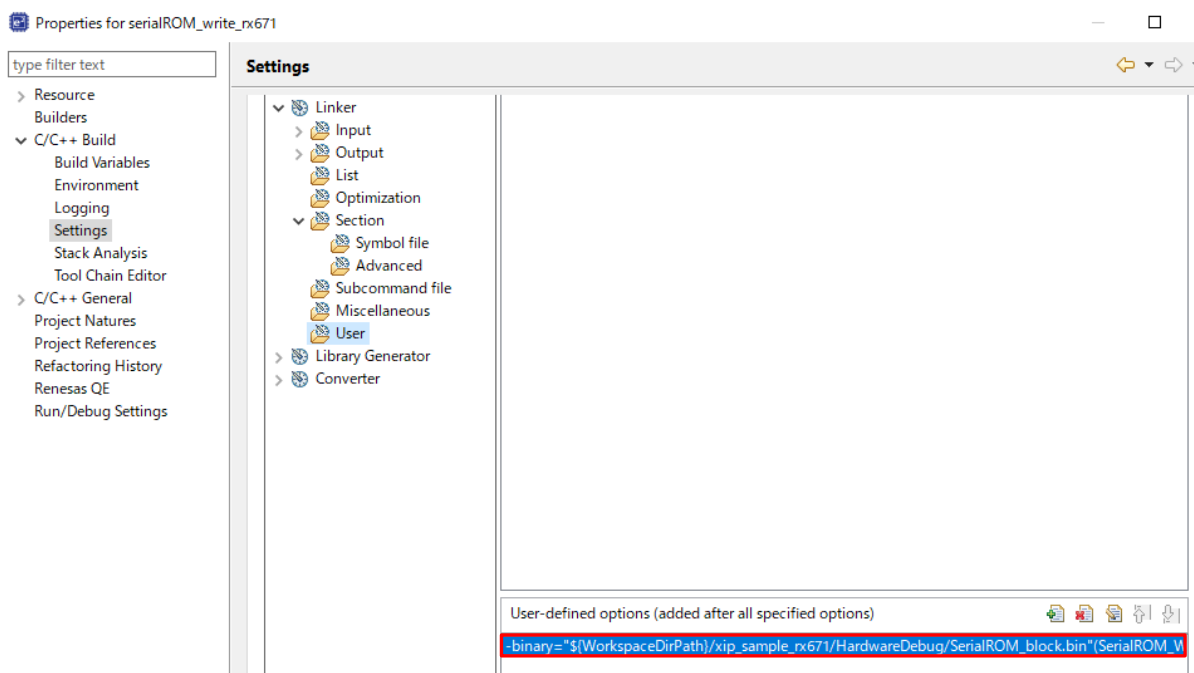 Properties for serialROM_write_rx671
type filter text
Settings
Resource
Builders
C/C++ Build
Build Variables
Environment
Logging
Settings
Stack Analysis
Tool Chain Editor
C/C++ General
Project Natures
Project References
Refactoring History
Renesas QE
Run/Debug Settings
Linker
Input
Output
List
Optimization
Section
Symbol file
Advanced
Subcommand file
Miscellaneous
User
Library Generator
Converter
User-defined options (added after all specified options)
-binary="${WorkspaceDirPath}/xip_sample_rx671/HardwareDebug/SerialROM_block.bin"(SerialROM_W